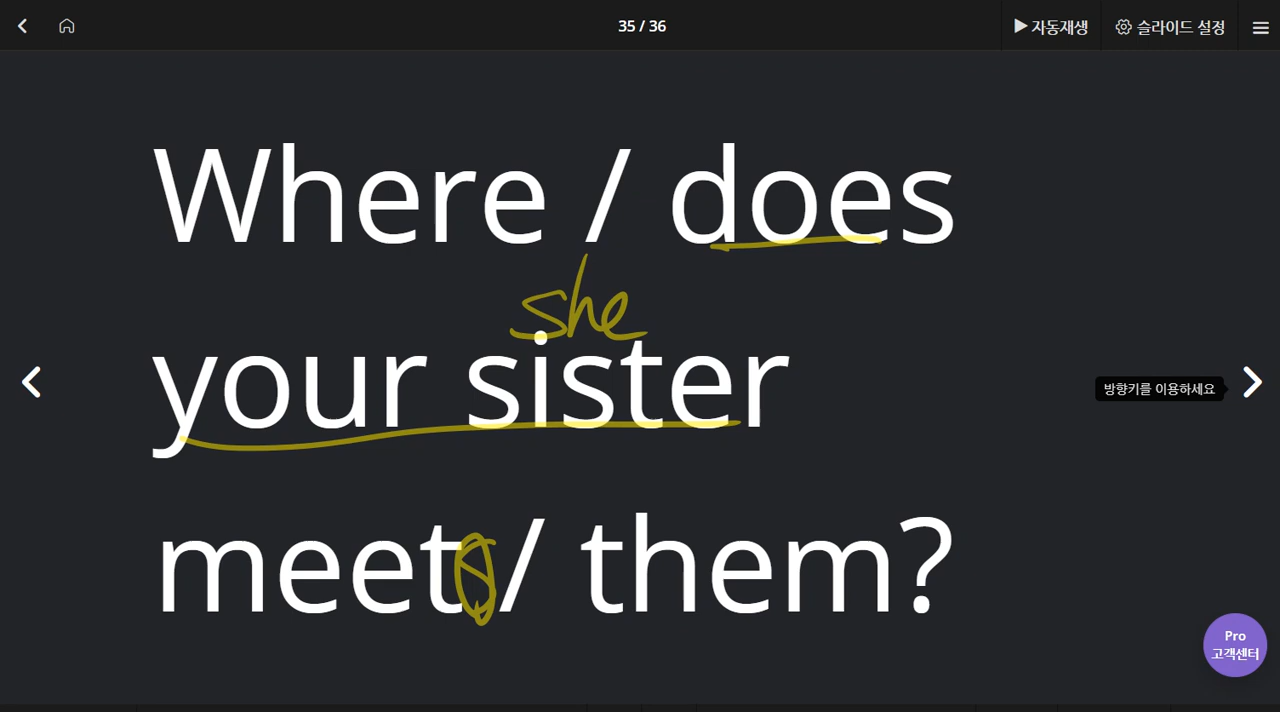 35 / 36
자동재생
슬라이드 설정
Where / does
she
your sister
방향키를 이용하세요
meets / them?
Pro
고객센터